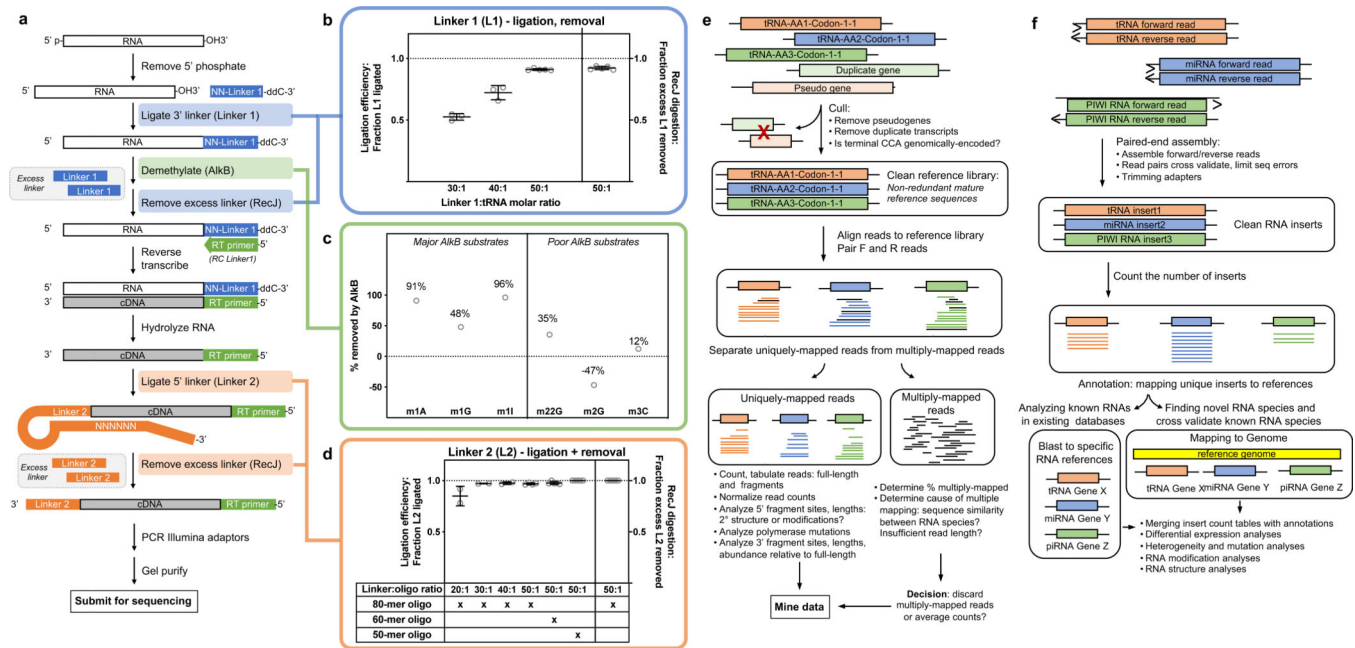 a
5' p-
RNA
-OH3'
Remove 5' phosphate
5'
RNA
-OH3'
NN-Linker 1
-ddC-3'
Ligate 3' linker (Linker 1)
5'
RNA
NN-Linker 1
-ddC-3'
Excess
linker
Linker 1
Linker 1
Demethylate (AlkB)
Remove excess linker (RecJ)
5'
RNA
NN-Linker 1
-ddC-3'
RT primer
-5'
(RC Linker1)
Reverse
transcribe
5'
RNA
NN-Linker 1
-ddC-3'
3'
cDNA
RT primer
-5'
Hydrolyze RNA
3'
cDNA
RT primer
-5'
Ligate 5' linker (Linker 2)
Linker 2
cDNA
RT primer
-5'
NNNNNN
-3'
Excess
linker
Linker 2
Linker 2
Remove excess linker (RecJ)
3'
Linker 2
cDNA
RT primer
-5'
PCR Illumina adaptors
Gel purify
Submit for sequencing
b
Linker 1 (L1) - ligation, removal
Ligation efficiency:
Fraction L1 ligated
1.0
0.5
1.0
0.5
RecJ digestion:
Fraction excess L1 removed
30:1
40:1
50:1
50:1
Linker 1:tRNA molar ratio
c
Major AlkB substrates
Poor AlkB substrates
% removed by AlkB
100
50
0
-50
91%
48%
96%
35%
-47%
12%
m1A
m1G
m1I
m22G
m2G
m3C
d
Linker 2 (L2) - ligation + removal
Ligation efficiency:
Fraction L2 ligated
1.0
0.5
1.0
0.5
RecJ digestion:
Fraction excess L2 removed
Linker:oligo ratio 20:1 30:1 40:1 50:1 50:1 50:1 50:1
80-mer oligo x x x x x
60-mer oligo x
50-mer oligo x
e
tRNA-AA1-Codon-1-1
tRNA-AA2-Codon-1-1
tRNA-AA3-Codon-1-1
Duplicate gene
Pseudo gene
Cull:
• Remove pseudogenes
• Remove duplicate transcripts
• Is terminal CCA genomically-encoded?
X
tRNA-AA1-Codon-1-1
tRNA-AA2-Codon-1-1
tRNA-AA3-Codon-1-1
Clean reference library:
Non-redundant mature
reference sequences
Align reads to reference library
Pair F and R reads
Separate uniquely-mapped reads from multiply-mapped reads
Uniquely-mapped reads
Multiply-mapped
reads
• Count, tabulate reads: full-length
and fragments
• Normalize read counts
• Analyze 5' fragment sites, lengths:
2° structure or modifications?
• Analyze polymerase mutations
• Analyze 3' fragment sites, lengths,
abundance relative to full-length
• Determine % multiply-mapped
• Determine cause of multiple
mapping: sequence similarity
between RNA species?
Insufficient read length?
Mine data
Decision: discard
multiply-mapped reads
or average counts?
f
tRNA forward read
tRNA reverse read
miRNA forward read
miRNA reverse read
PIWI RNA forward read
PIWI RNA reverse read
Paired-end assembly:
• Assemble forward/reverse reads
• Read pairs cross validate, limit seq errors
• Trimming adapters
tRNA insert1
miRNA insert2
PIWI RNA insert3
Clean RNA inserts
Count the number of inserts
Annotation: mapping unique inserts to references
Analyzing known RNAs
in existing databases
Finding novel RNA species and
cross validate known RNA species
Blast to specific
RNA references
tRNA Gene X
miRNA Gene Y
piRNA Gene Z
Mapping to Genome
reference genome
tRNA Gene X
miRNA Gene Y
piRNA Gene Z
• Merging insert count tables with annotations
• Differential expression analyses
• Heterogeneity and mutation analyses
• RNA modification analyses
• RNA structure analyses